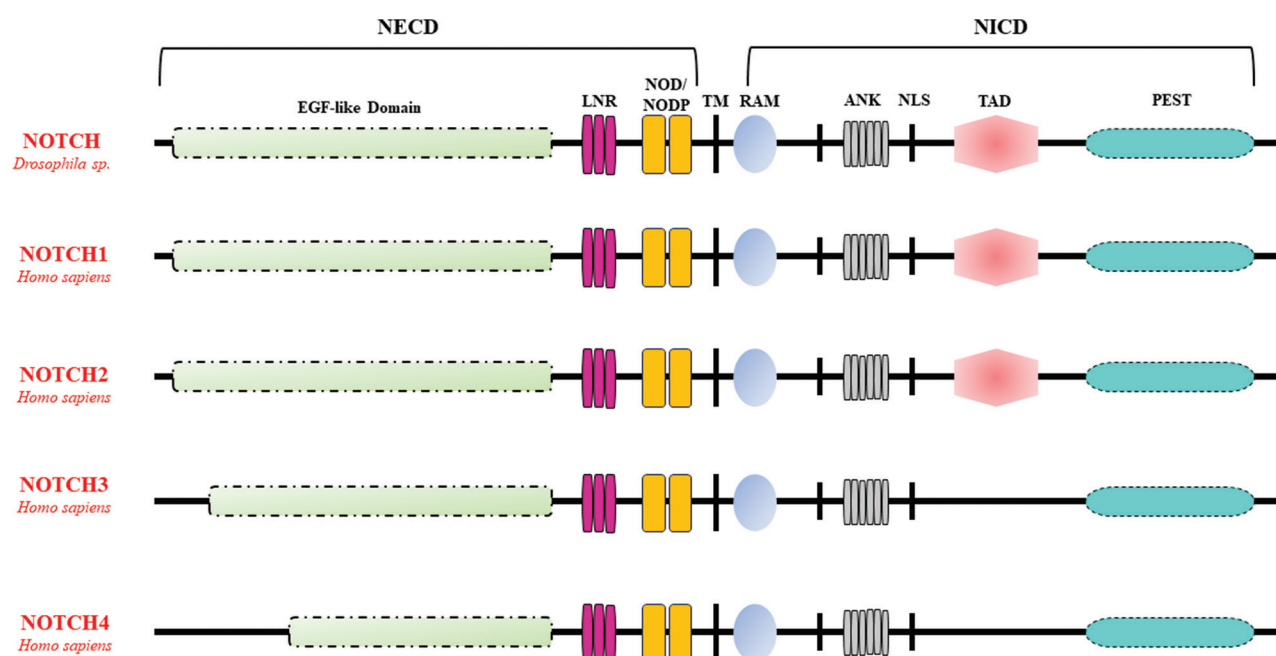 NECD NICD
EGF-like Domain LNR NOD/ NODP TM RAM ANK NLS TAD PEST
NOTCH
Drosophila sp.
NOTCH1
Homo sapiens
NOTCH2
Homo sapiens
NOTCH3
Homo sapiens
NOTCH4
Homo sapiens